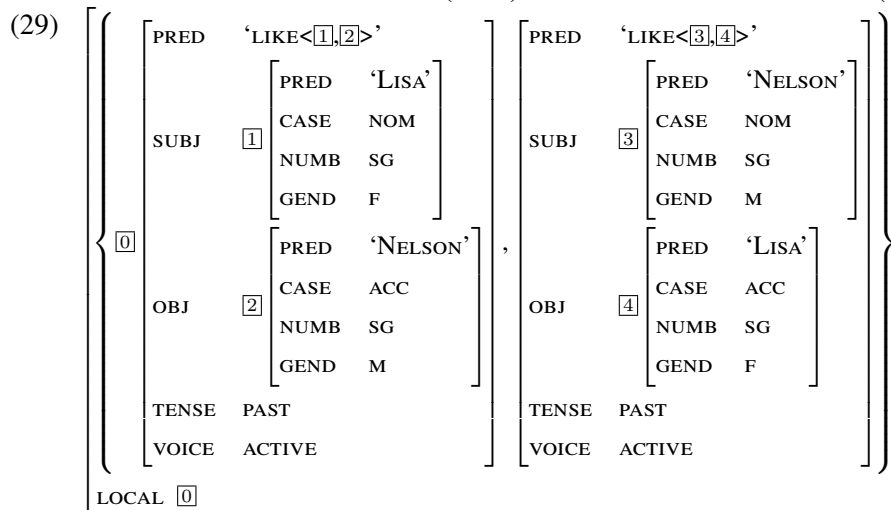 (29)
PRED ‘LIKE<1,2>’ PRED ‘LIKE<3,4>’
PRED ‘LISA’ PRED ‘NELSON’
CASE NOM CASE NOM
SUBJ 1 SUBJ 3
NUMB SG NUMB SG
GEND F GEND M
0 ,
PRED ‘NELSON’ PRED ‘LISA’
CASE ACC CASE ACC
OBJ 2 OBJ 4
NUMB SG NUMB SG
GEND M GEND F
TENSE PAST TENSE PAST
VOICE ACTIVE VOICE ACTIVE
LOCAL 0